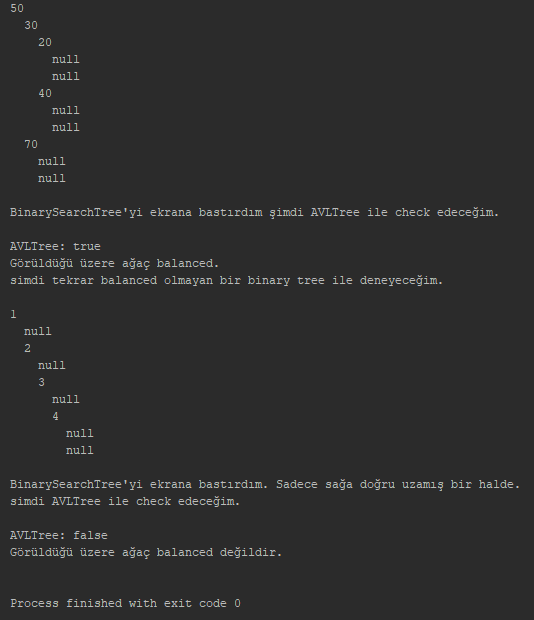 50
  30
    20
      null
      null
    40
      null
      null
  70
    null
    null

BinarySearchTree'yi ekrana bastırdım şimdi AVLTree ile check edeceğim.

AVLTree: true
Görüldüğü üzere ağaç balanced.
simdi tekrar balanced olmayan bir binary tree ile deneyeceğim.

1
  null
  2
    null
    3
      null
      4
        null
        null

BinarySearchTree'yi ekrana bastırdım. Sadece sağa doğru uzamış bir halde.
simdi AVLTree ile check edeceğim.

AVLTree: false
Görüldüğü üzere ağaç balanced değildir.


Process finished with exit code 0